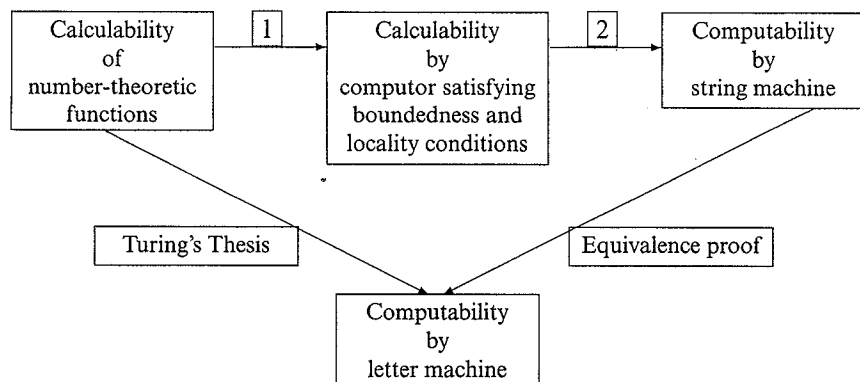 Calculability
of
number-theoretic
functions
1
Calculability
by
computor satisfying
boundedness and
locality conditions
2
Computability
by
string machine
Turing's Thesis
Equivalence proof
Computability
by
letter machine